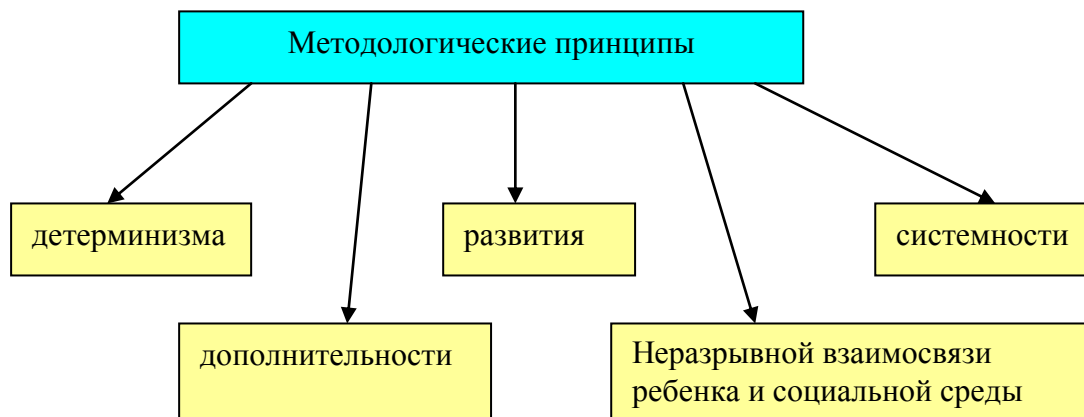 Методологические принципы
детерминизма
развития
системности
дополнительности
Неразрывной взаимосвязи
ребенка и социальной среды